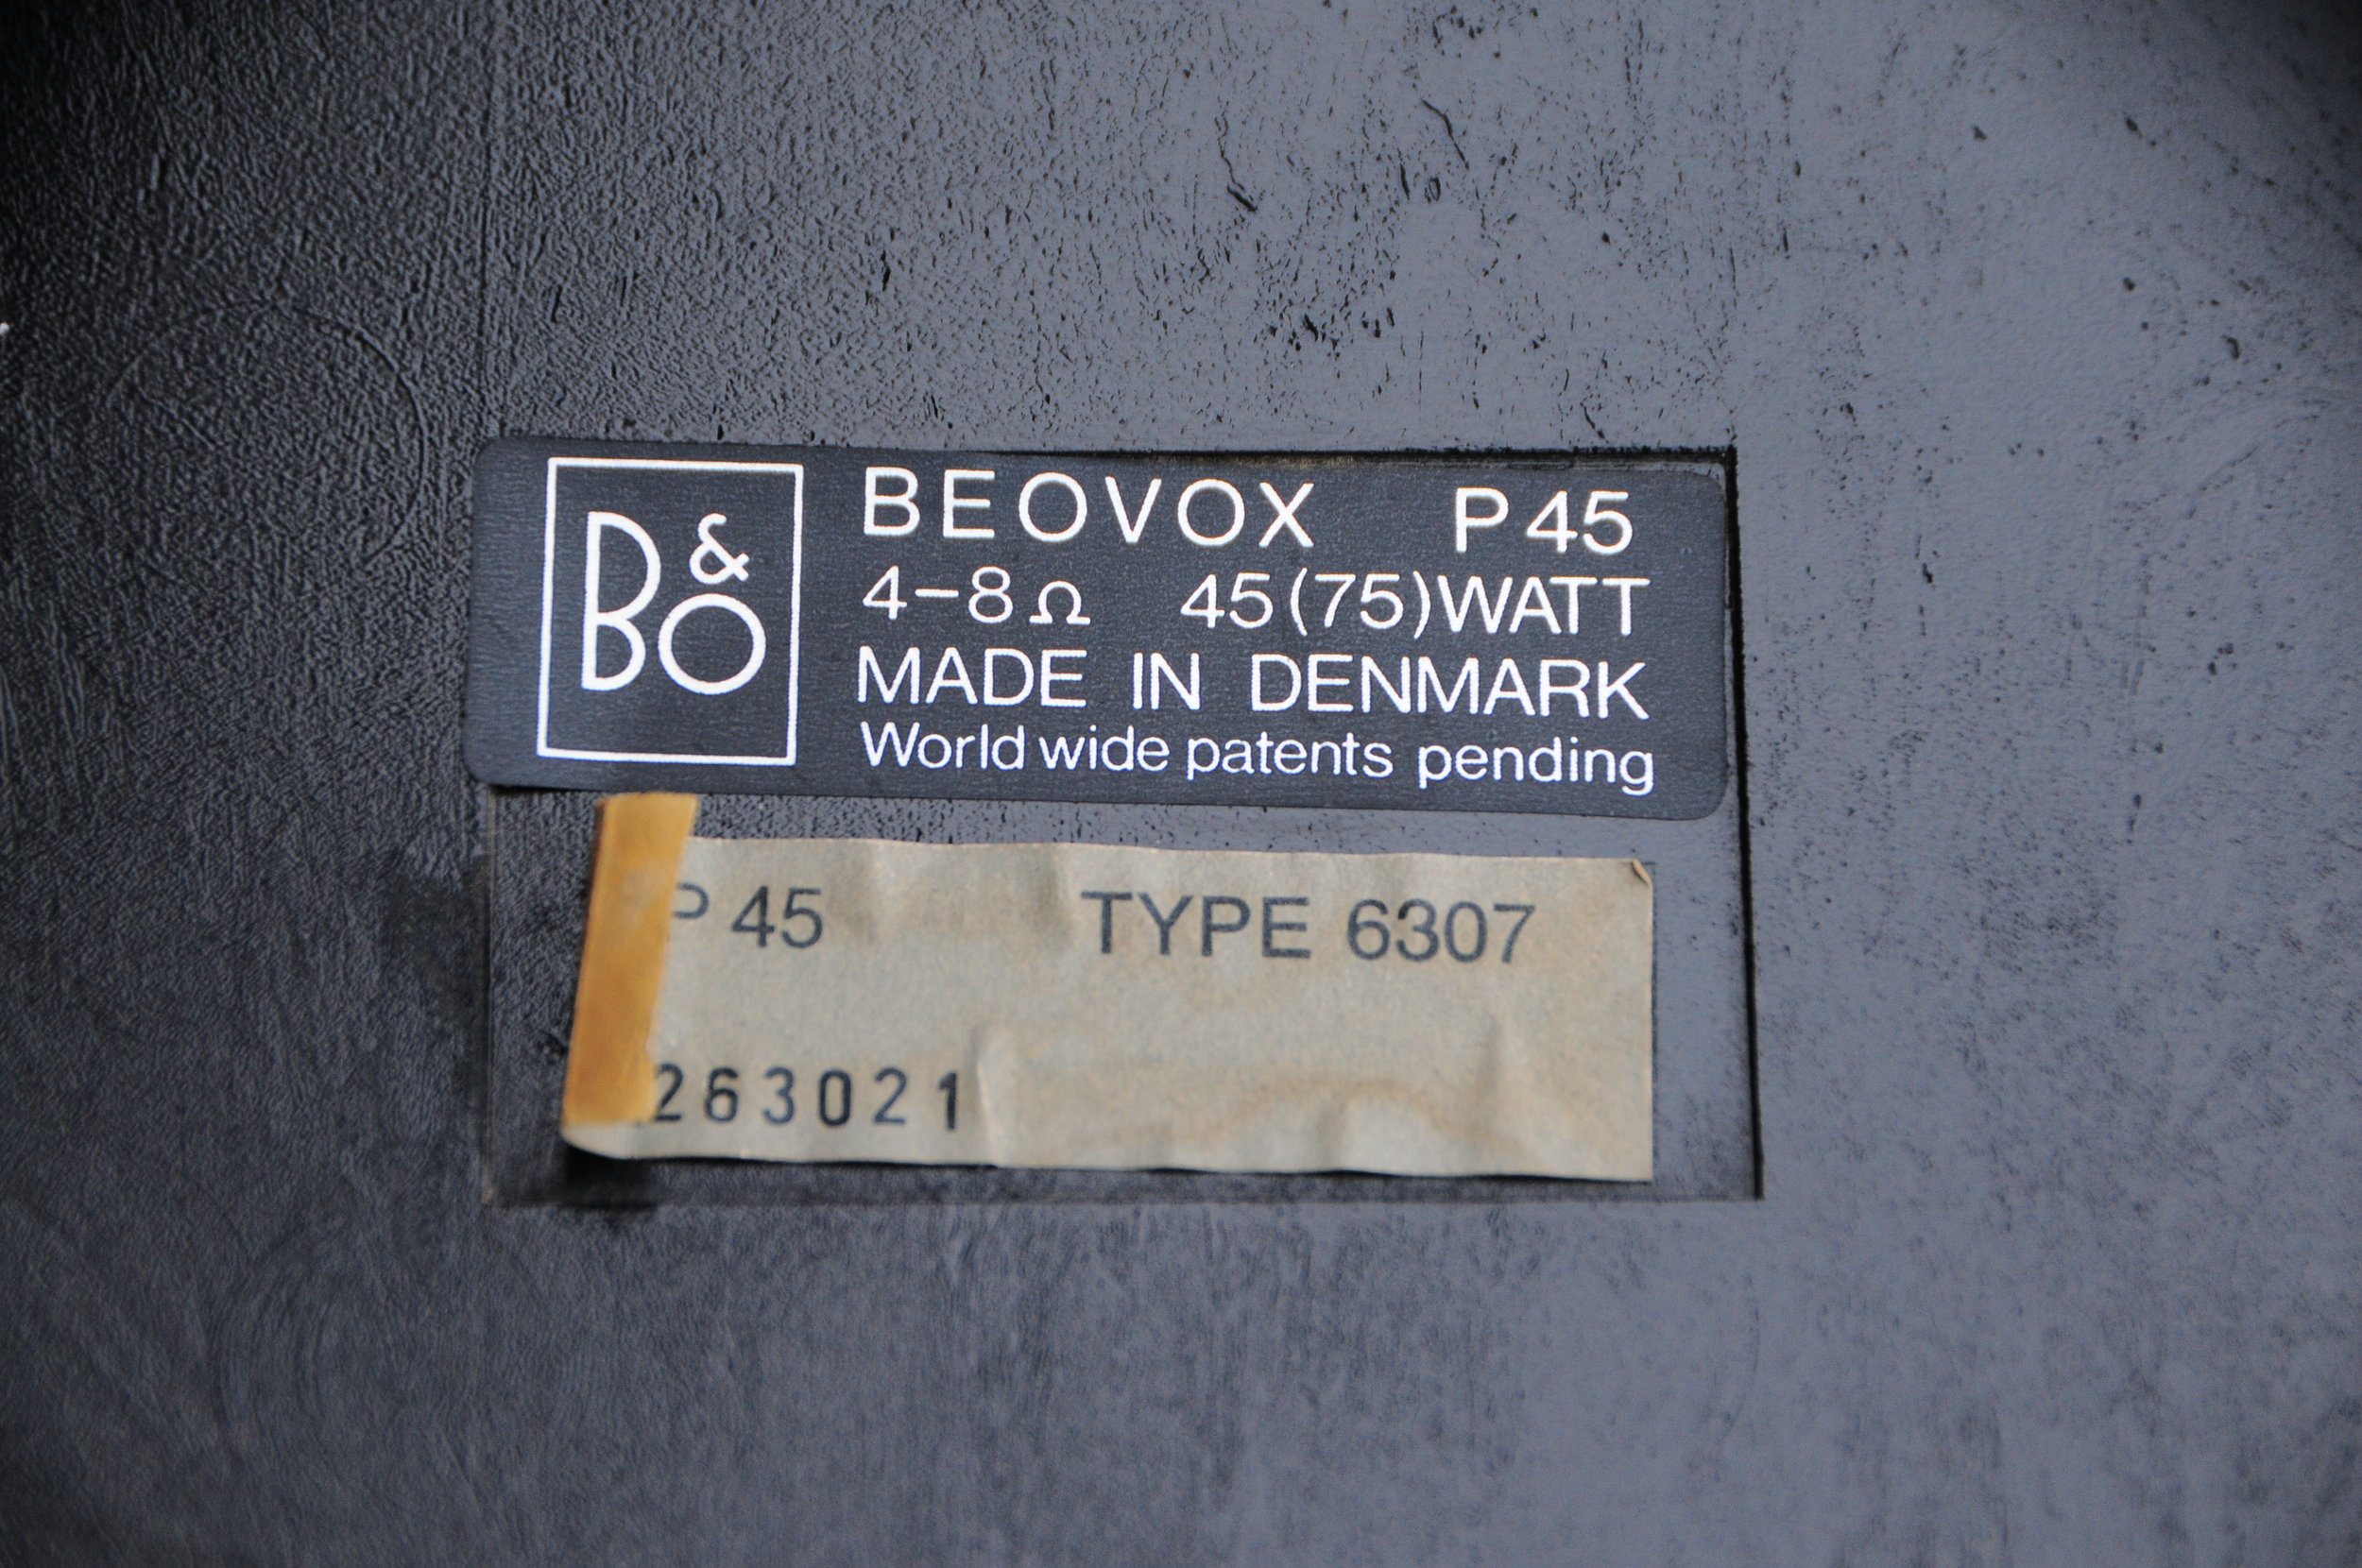 B&O
BEOVOX P45
4-8Ω 45(75)WATT
MADE IN DENMARK
World wide patents pending
P 45 TYPE 6307
263021